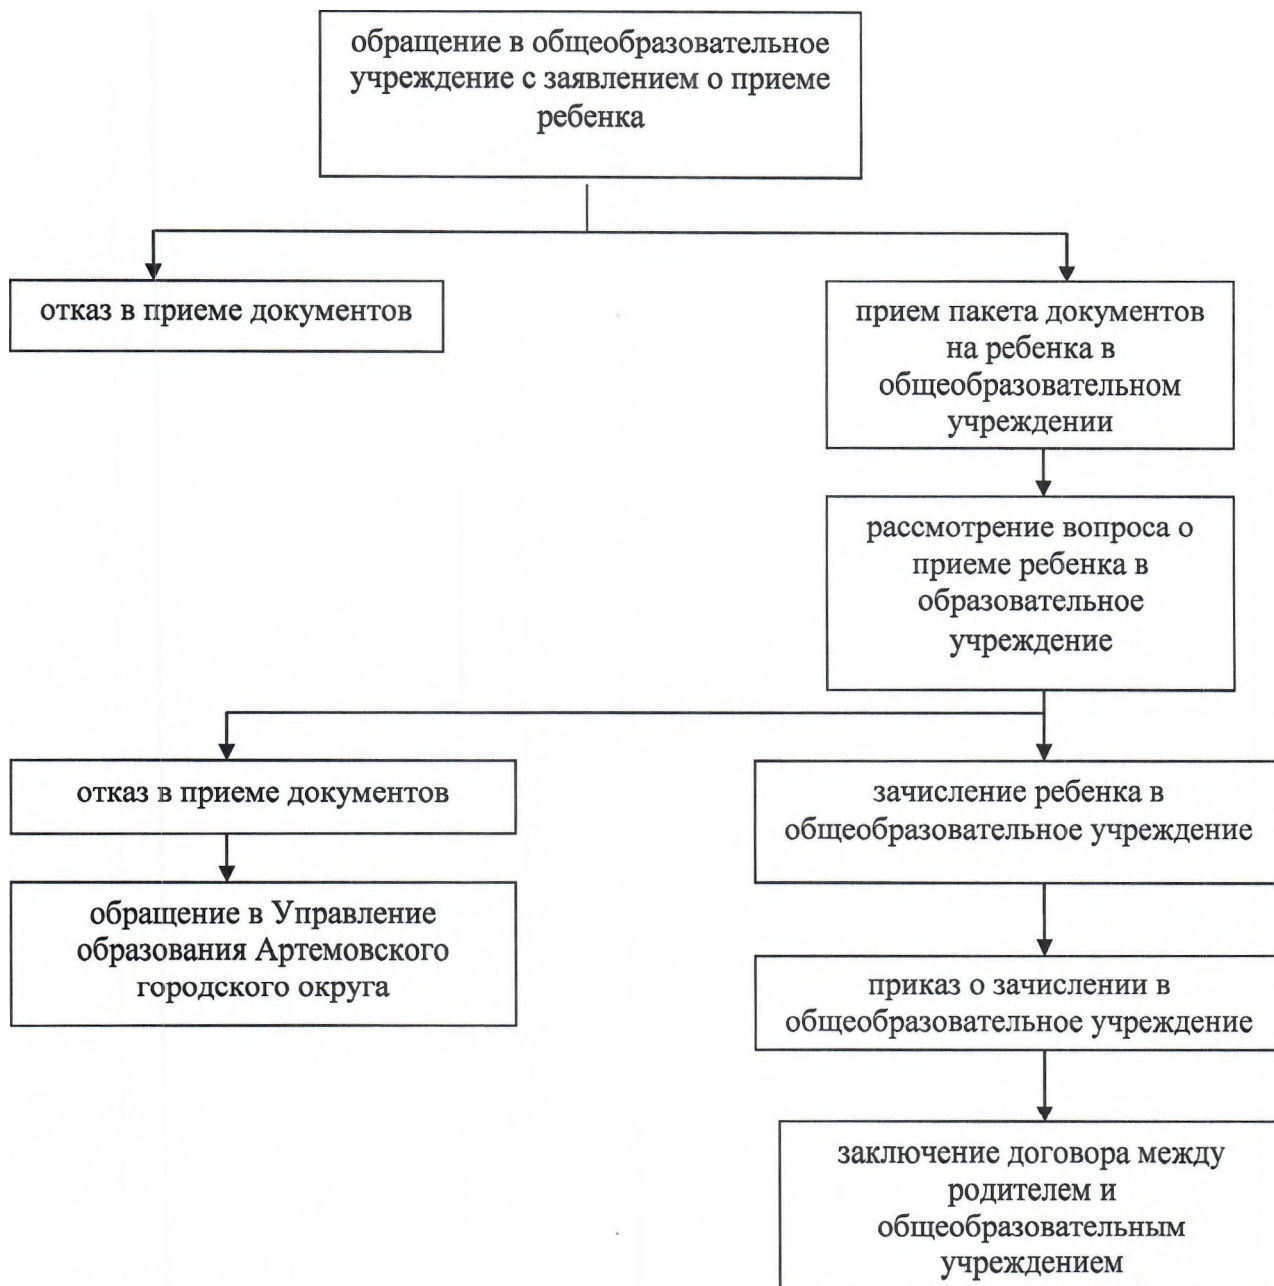 обращение в общеобразовательное
учреждение с заявлением о приеме
ребенка
отказ в приеме документов
прием пакета документов
на ребенка в
общеобразовательном
учреждении
рассмотрение вопроса о
приеме ребенка в
образовательное
учреждение
отказ в приеме документов
обращение в Управление
образования Артемовского
городского округа
зачисление ребенка в
общеобразовательное учреждение
приказ о зачислении в
общеобразовательное учреждение
заключение договора между
родителем и
общеобразовательным
учреждением